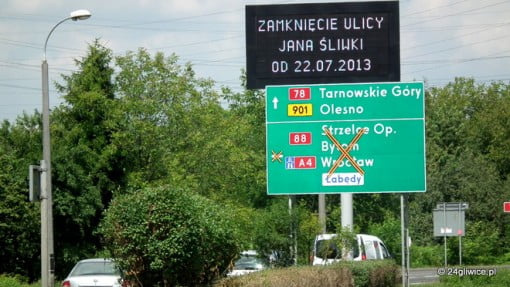 ZAMKNIĘCIE ULICY
JANA ŚLIWKI
OD 22.07.2013
78 Tarnowskie Góry
901 Olesno
88 Strzelce Op.
Bytom
A4 Wrocław
Łabędy
© 24gliwice.pl